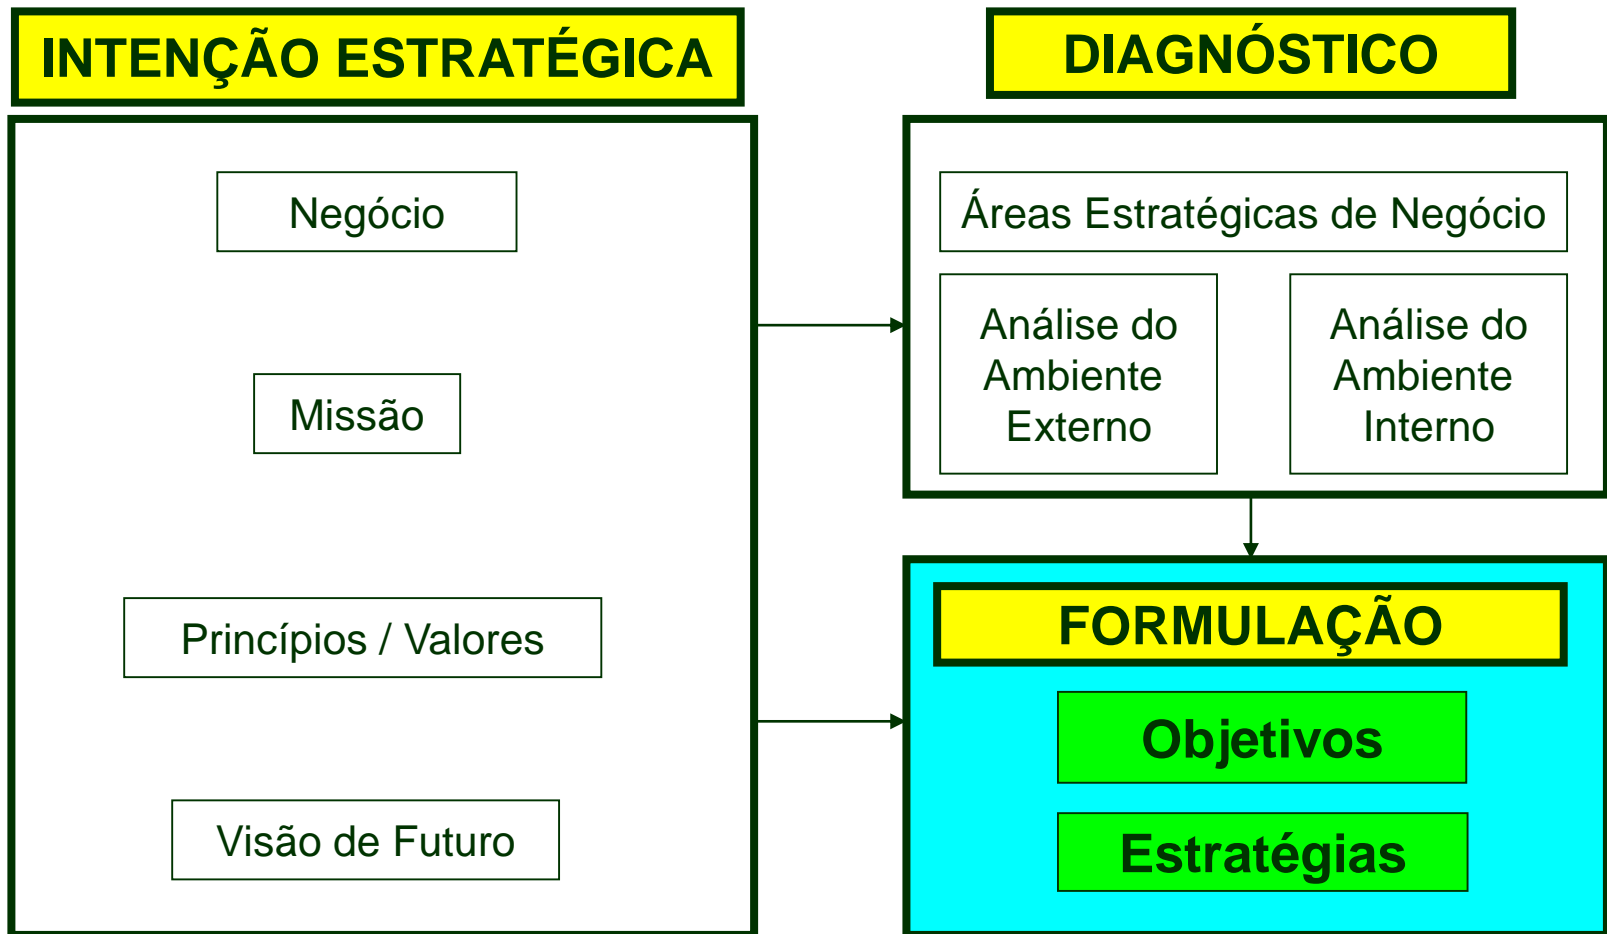 INTENÇÃO ESTRATÉGICA
Negócio
Missão
Princípios / Valores
Visão de Futuro
DIAGNÓSTICO
Áreas Estratégicas de Negócio
Análise do
Ambiente
Externo
Análise do
Ambiente
Interno
FORMULAÇÃO
Objetivos
Estratégias